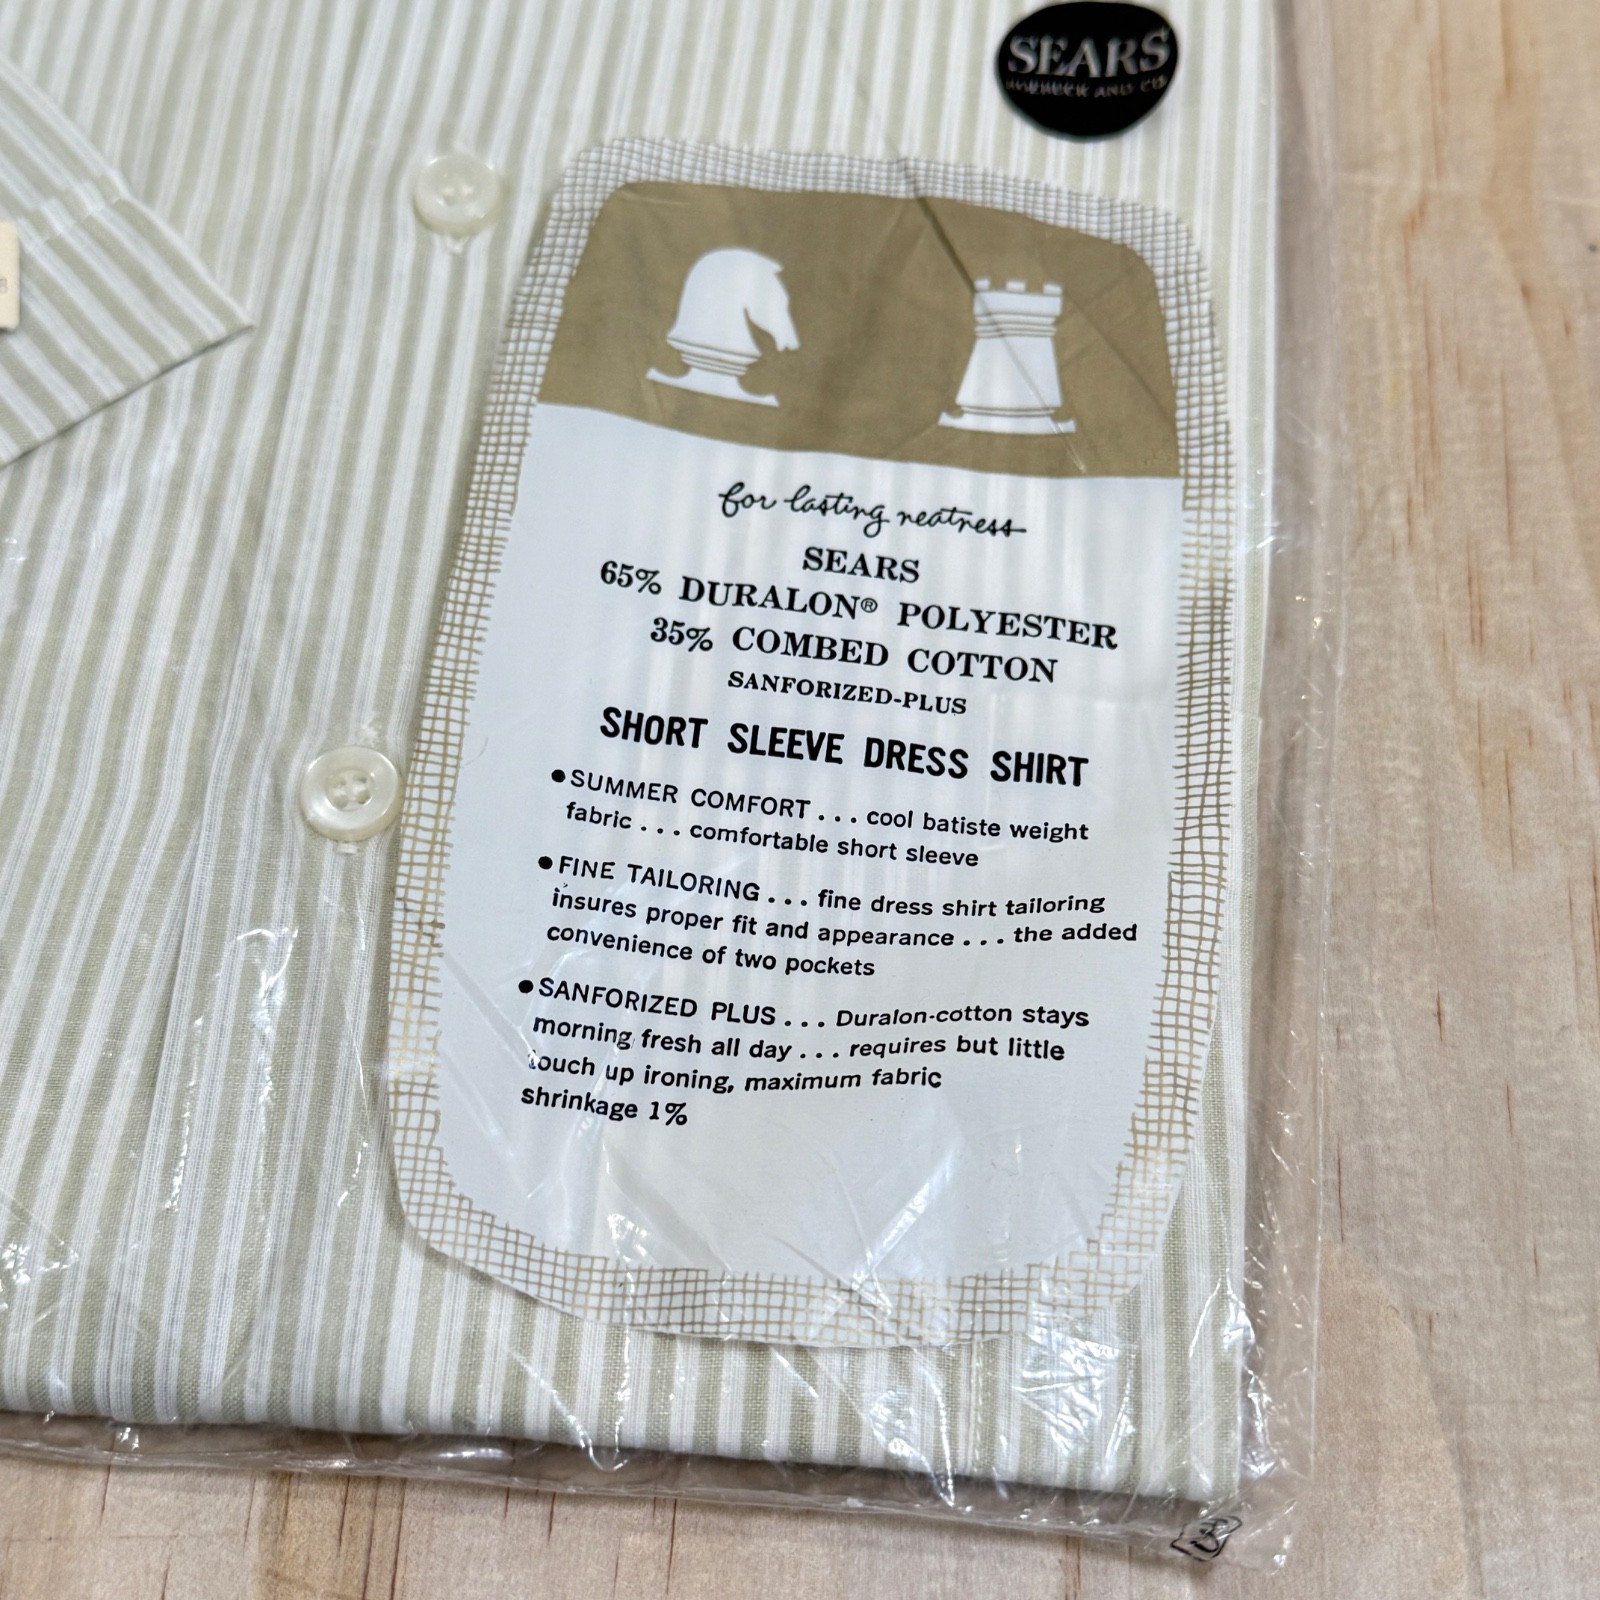 SEARS
ROEBUCK AND CO
for lasting neatness
SEARS
65% DURALON® POLYESTER
35% COMBED COTTON
SANFORIZED-PLUS
SHORT SLEEVE DRESS SHIRT
●SUMMER COMFORT . . . cool batiste weight
fabric . . . comfortable short sleeve
●FINE TAILORING . . . fine dress shirt tailoring
insures proper fit and appearance . . . the added
convenience of two pockets
●SANFORIZED PLUS . . . Duralon-cotton stays
morning fresh all day . . . requires but little
touch up ironing, maximum fabric
shrinkage 1%